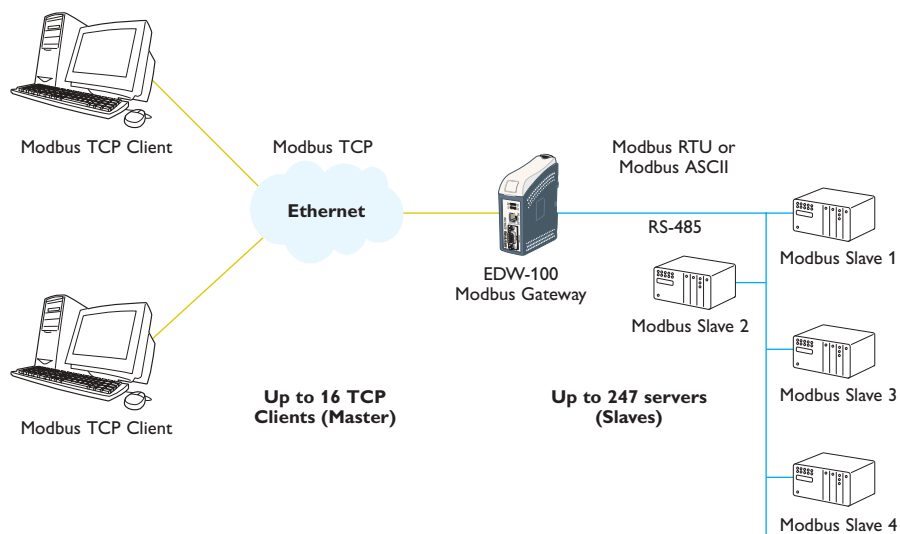 Modbus TCP Client
Modbus TCP
Ethernet
Modbus RTU or
Modbus ASCII
RS-485
EDW-100
Modbus Gateway
Modbus Slave 1
Modbus Slave 2
Modbus Slave 3
Modbus Slave 4
Modbus TCP Client
Up to 16 TCP
Clients (Master)
Up to 247 servers
(Slaves)